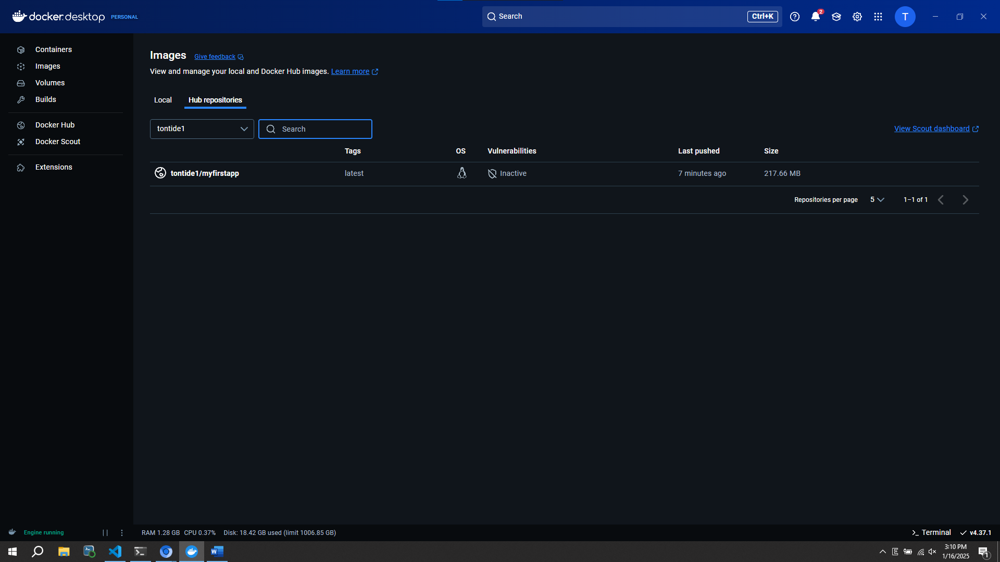 docker desktop PERSONAL
Search Ctrl+K
2
T
Containers
Images
Volumes
Builds
Docker Hub
Docker Scout
Extensions
Images Give feedback
View and manage your local and Docker Hub images. Learn more
Local Hub repositories
tontide1 Search View Scout dashboard
Tags OS Vulnerabilities Last pushed Size
tontide1/myfirstapp latest Inactive 7 minutes ago 217.66 MB
Repositories per page 5 1–1 of 1
Engine running RAM 1.28 GB CPU 0.37% Disk: 18.42 GB used (limit 1006.85 GB) Terminal v4.37.1
W E 3:10 PM
1/16/2025
1